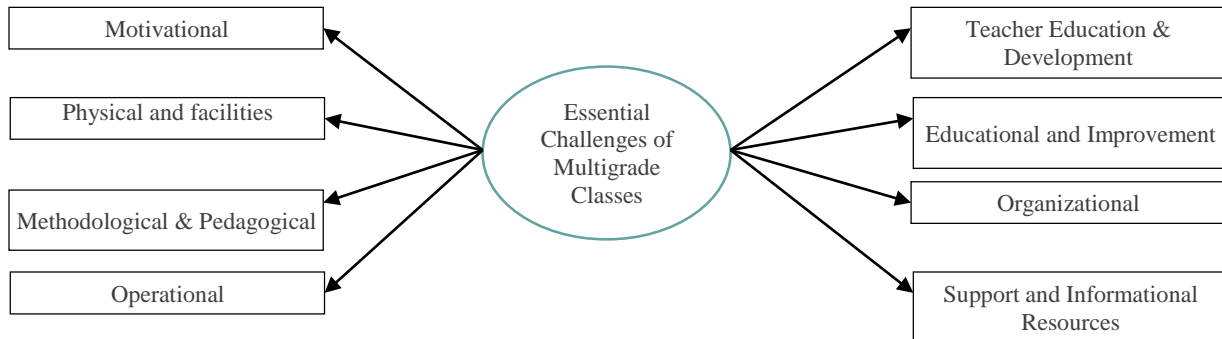 Motivational
Physical and facilities
Methodological & Pedagogical
Operational
Essential
Challenges of
Multigrade
Classes
Teacher Education &
Development
Educational and Improvement
Organizational
Support and Informational
Resources